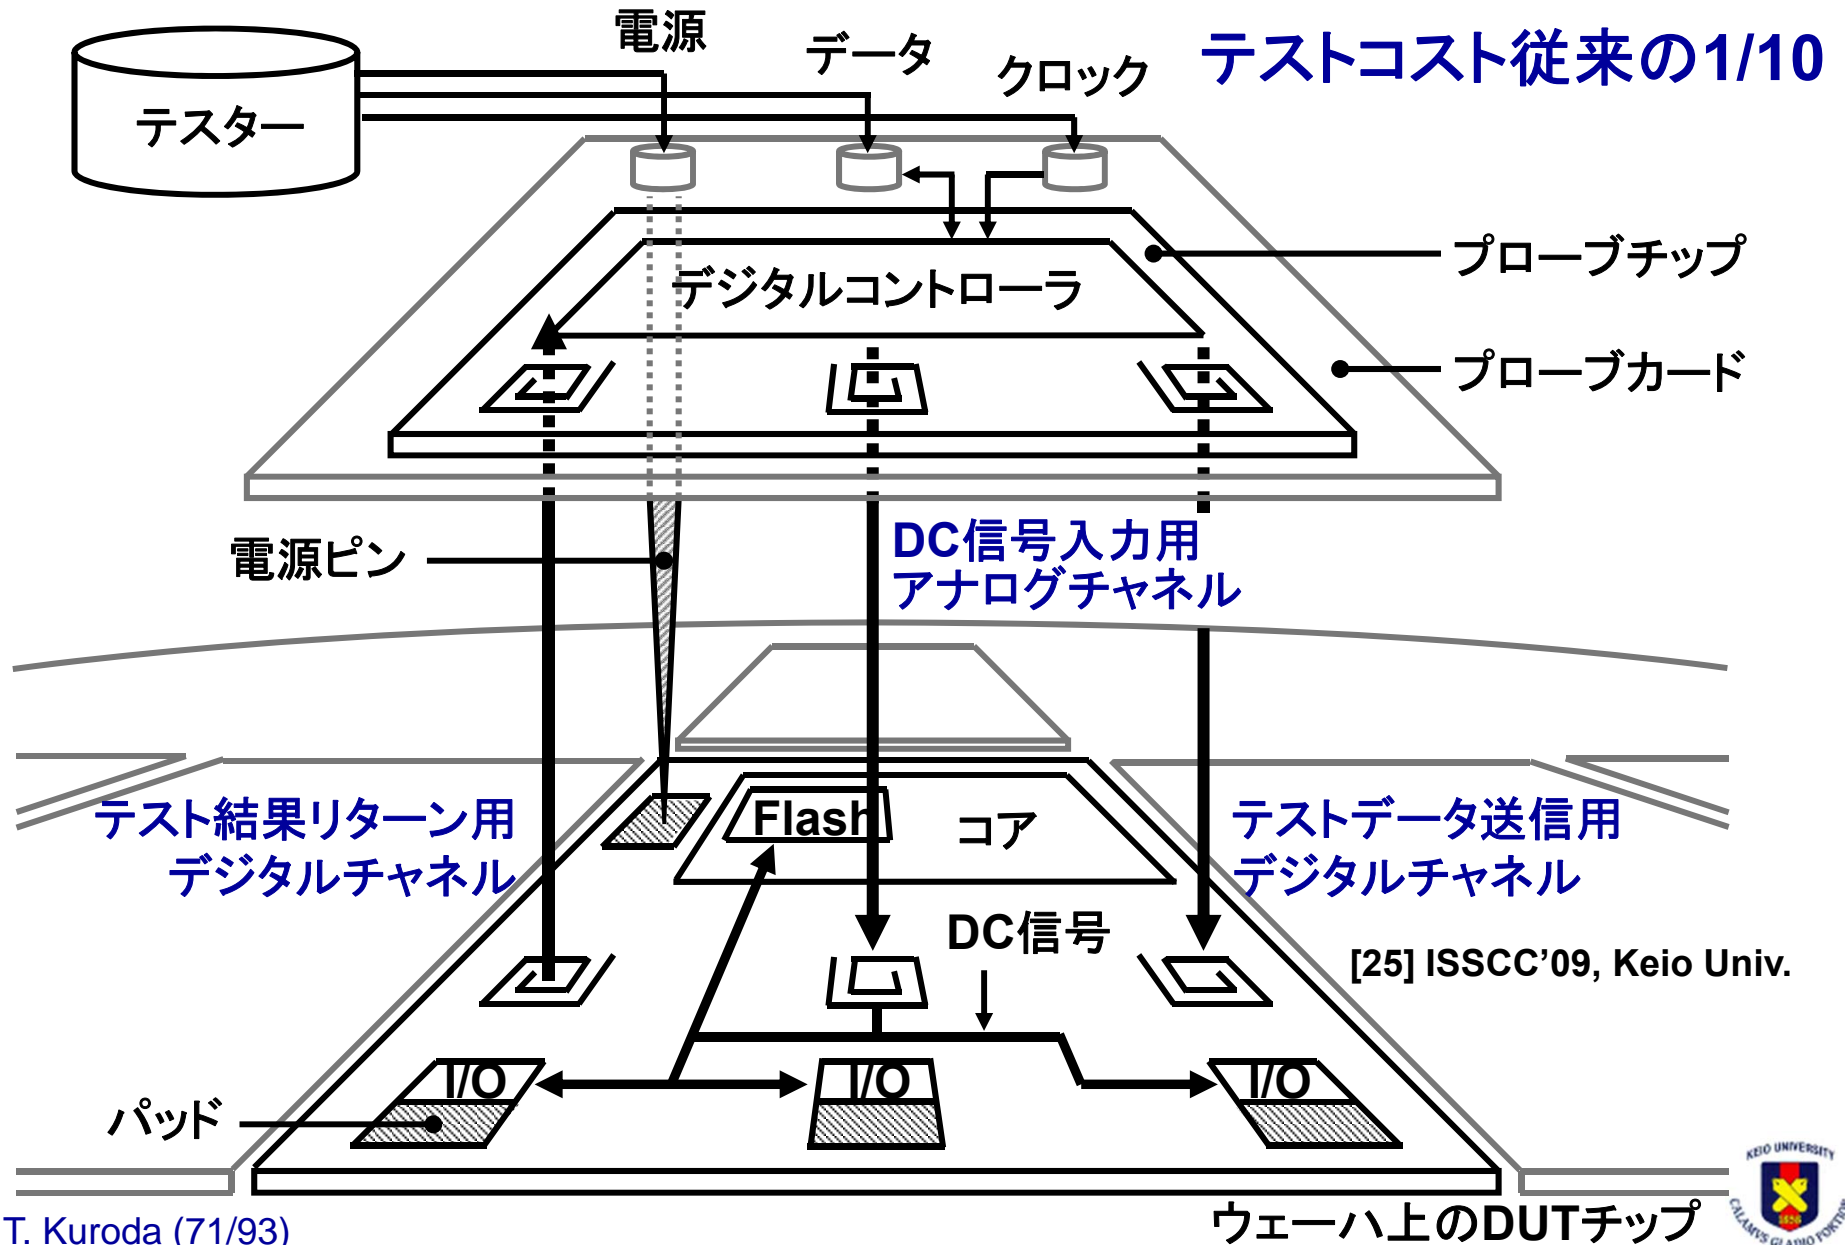 電源
データ
クロック
テストコスト従来の1/10
テスター
プローブチップ
デジタルコントローラ
プローブカード
電源ピン
DC信号入力用
アナログチャネル
テスト結果リターン用
デジタルチャネル
Flash
コア
テストデータ送信用
デジタルチャネル
DC信号
[25] ISSCC'09, Keio Univ.
I/O
I/O
I/O
パッド
ウェーハ上のDUTチップ
T. Kuroda (71/93)
KEIO UNIVERSITY
CALAMVS GLADIO FORTIOR